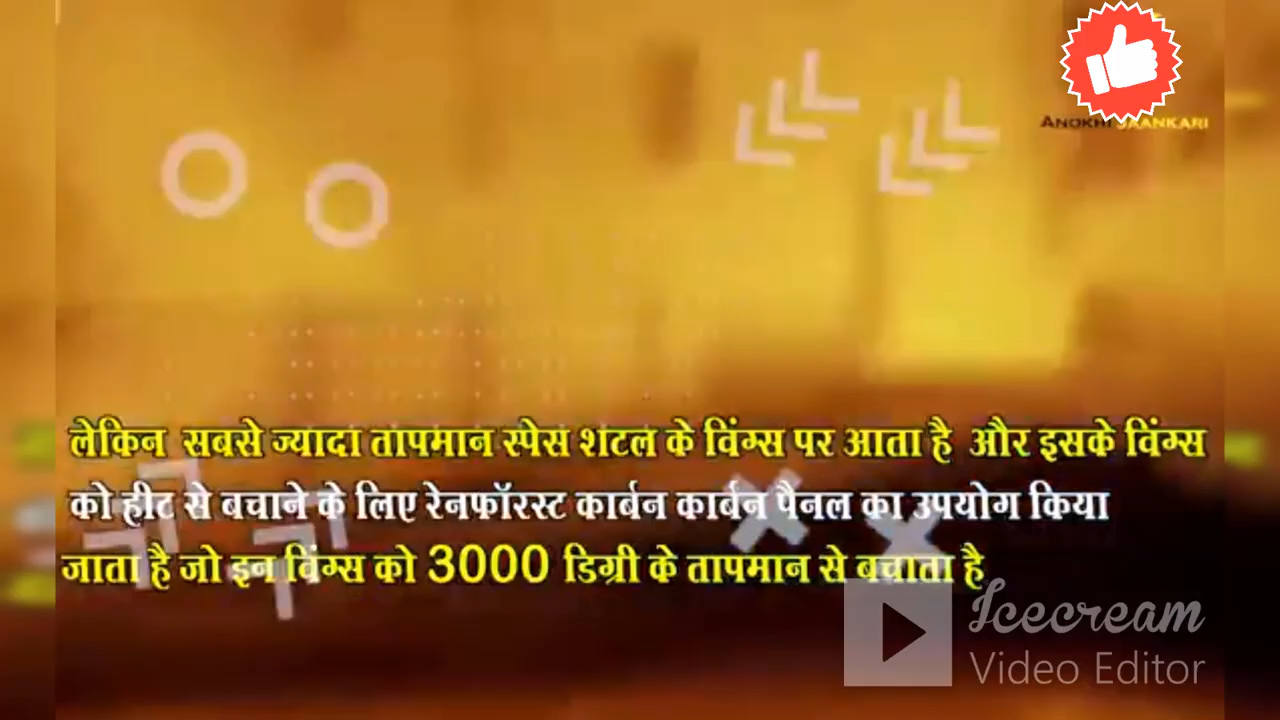 ANOKHI JAANKARI
लेकिन सबसे ज्यादा तापमान स्पेस शटल के विंग्स पर आता है और इसके विंग्स
को हीट से बचाने के लिए रेनफॉरस्ट कार्बन कार्बन पैनल का उपयोग किया
जाता है जो इन विंग्स को 3000 डिग्री के तापमान से बचाता है
Icecream
Video Editor